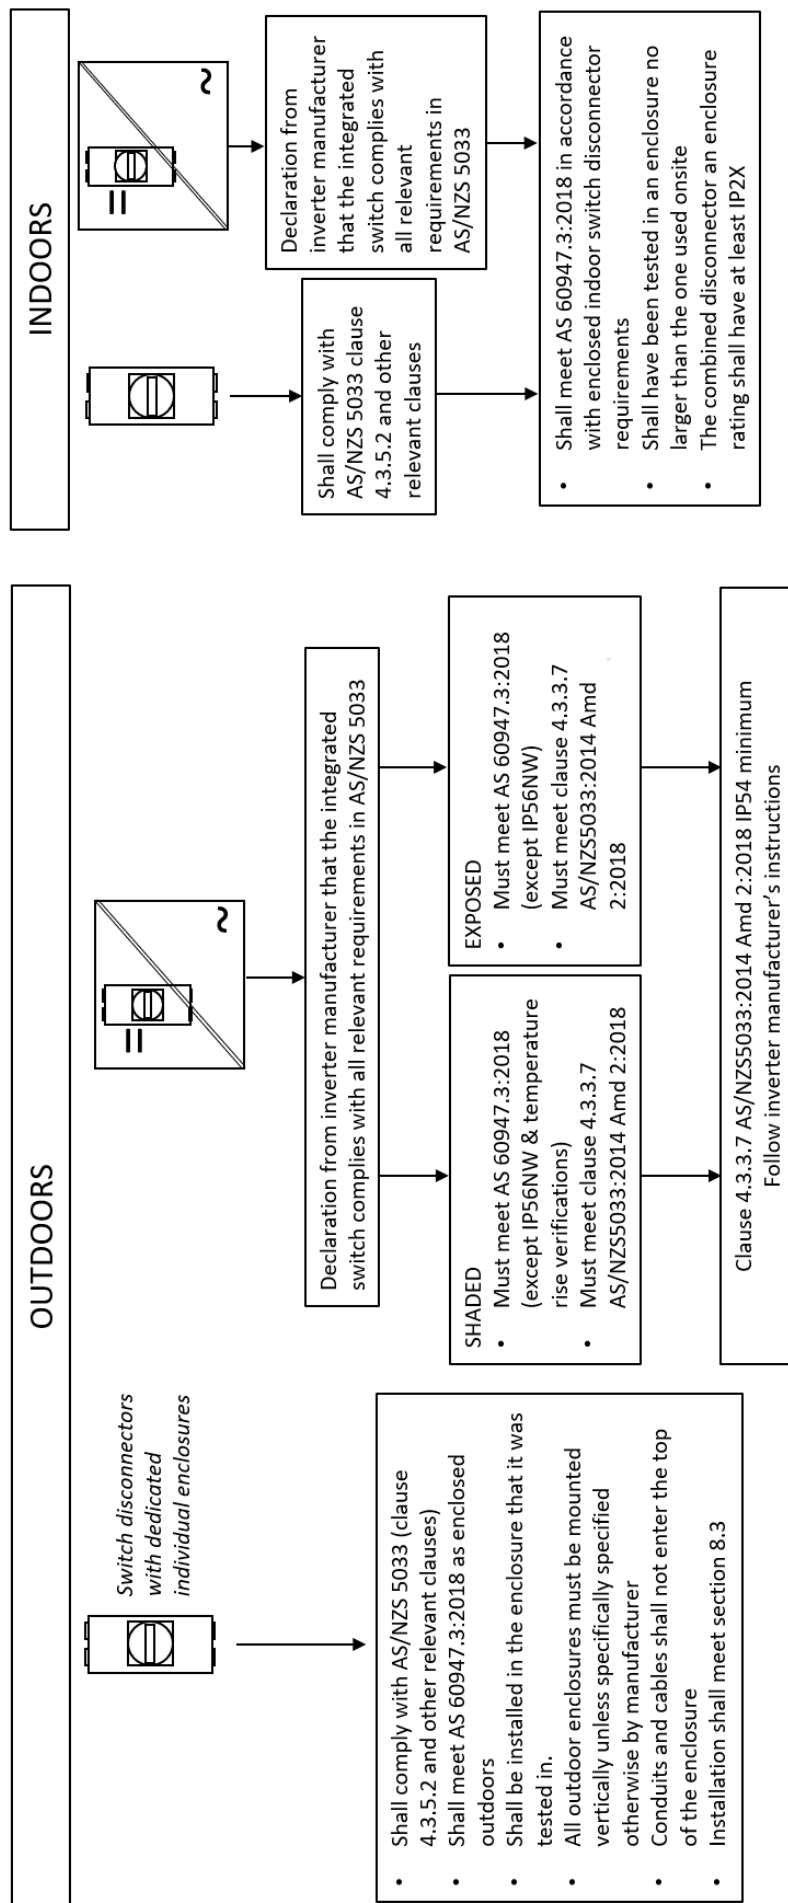 OUTDOORS
Switch disconnectors
with dedicated
individual enclosures
• Shall comply with AS/NZS 5033 (clause
4.3.5.2 and other relevant clauses)
• Shall meet AS 60947.3:2018 as enclosed
outdoors
• Shall be installed in the enclosure that it was
tested in.
• All outdoor enclosures must be mounted
vertically unless specifically specified
otherwise by manufacturer
• Conduits and cables shall not enter the top
of the enclosure
• Installation shall meet section 8.3
=
~
Declaration from inverter manufacturer that the integrated
switch complies with all relevant requirements in AS/NZS 5033
SHADED
• Must meet AS 60947.3:2018
(except IP56NW & temperature
rise verifications)
• Must meet clause 4.3.3.7
AS/NZS5033:2014 Amd 2:2018
EXPOSED
• Must meet AS 60947.3:2018
(except IP56NW)
• Must meet clause 4.3.3.7
AS/NZS5033:2014 Amd
2:2018
Clause 4.3.3.7 AS/NZS5033:2014 Amd 2:2018 IP54 minimum
Follow inverter manufacturer’s instructions
INDOORS
Shall comply with
AS/NZS 5033 clause
4.3.5.2 and other
relevant clauses
=
~
Declaration from
inverter manufacturer
that the integrated
switch complies with
all relevant
requirements in
AS/NZS 5033
• Shall meet AS 60947.3:2018 in accordance
with enclosed indoor switch disconnector
requirements
• Shall have been tested in an enclosure no
larger than the one used onsite
• The combined disconnector an enclosure
rating shall have at least IP2X